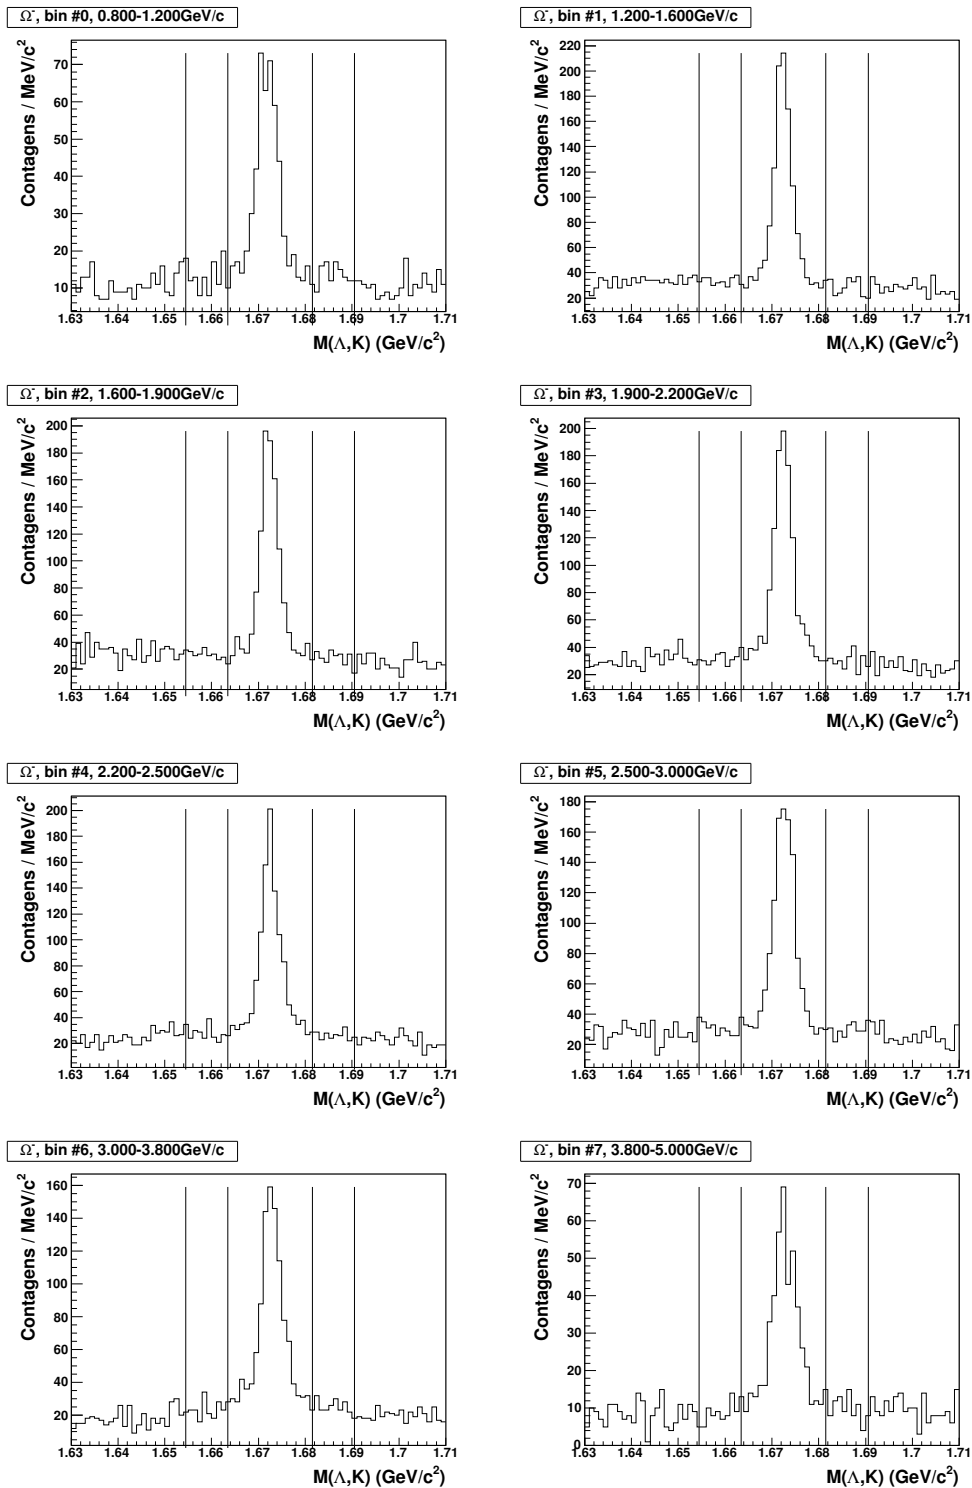 Ω-, bin #0, 0.800-1.200GeV/c
Contagens / MeV/c2
70
60
50
40
30
20
10
1.63 1.64 1.65 1.66 1.67 1.68 1.69 1.7 1.71
M(Λ,K) (GeV/c2)
Ω-, bin #1, 1.200-1.600GeV/c
Contagens / MeV/c2
220
200
180
160
140
120
100
80
60
40
20
1.63 1.64 1.65 1.66 1.67 1.68 1.69 1.7 1.71
M(Λ,K) (GeV/c2)
Ω-, bin #2, 1.600-1.900GeV/c
Contagens / MeV/c2
200
180
160
140
120
100
80
60
40
20
1.63 1.64 1.65 1.66 1.67 1.68 1.69 1.7 1.71
M(Λ,K) (GeV/c2)
Ω-, bin #3, 1.900-2.200GeV/c
Contagens / MeV/c2
200
180
160
140
120
100
80
60
40
20
1.63 1.64 1.65 1.66 1.67 1.68 1.69 1.7 1.71
M(Λ,K) (GeV/c2)
Ω-, bin #4, 2.200-2.500GeV/c
Contagens / MeV/c2
200
180
160
140
120
100
80
60
40
20
1.63 1.64 1.65 1.66 1.67 1.68 1.69 1.7 1.71
M(Λ,K) (GeV/c2)
Ω-, bin #5, 2.500-3.000GeV/c
Contagens / MeV/c2
180
160
140
120
100
80
60
40
20
1.63 1.64 1.65 1.66 1.67 1.68 1.69 1.7 1.71
M(Λ,K) (GeV/c2)
Ω-, bin #6, 3.000-3.800GeV/c
Contagens / MeV/c2
160
140
120
100
80
60
40
20
1.63 1.64 1.65 1.66 1.67 1.68 1.69 1.7 1.71
M(Λ,K) (GeV/c2)
Ω-, bin #7, 3.800-5.000GeV/c
Contagens / MeV/c2
70
60
50
40
30
20
10
0
1.63 1.64 1.65 1.66 1.67 1.68 1.69 1.7 1.71
M(Λ,K) (GeV/c2)